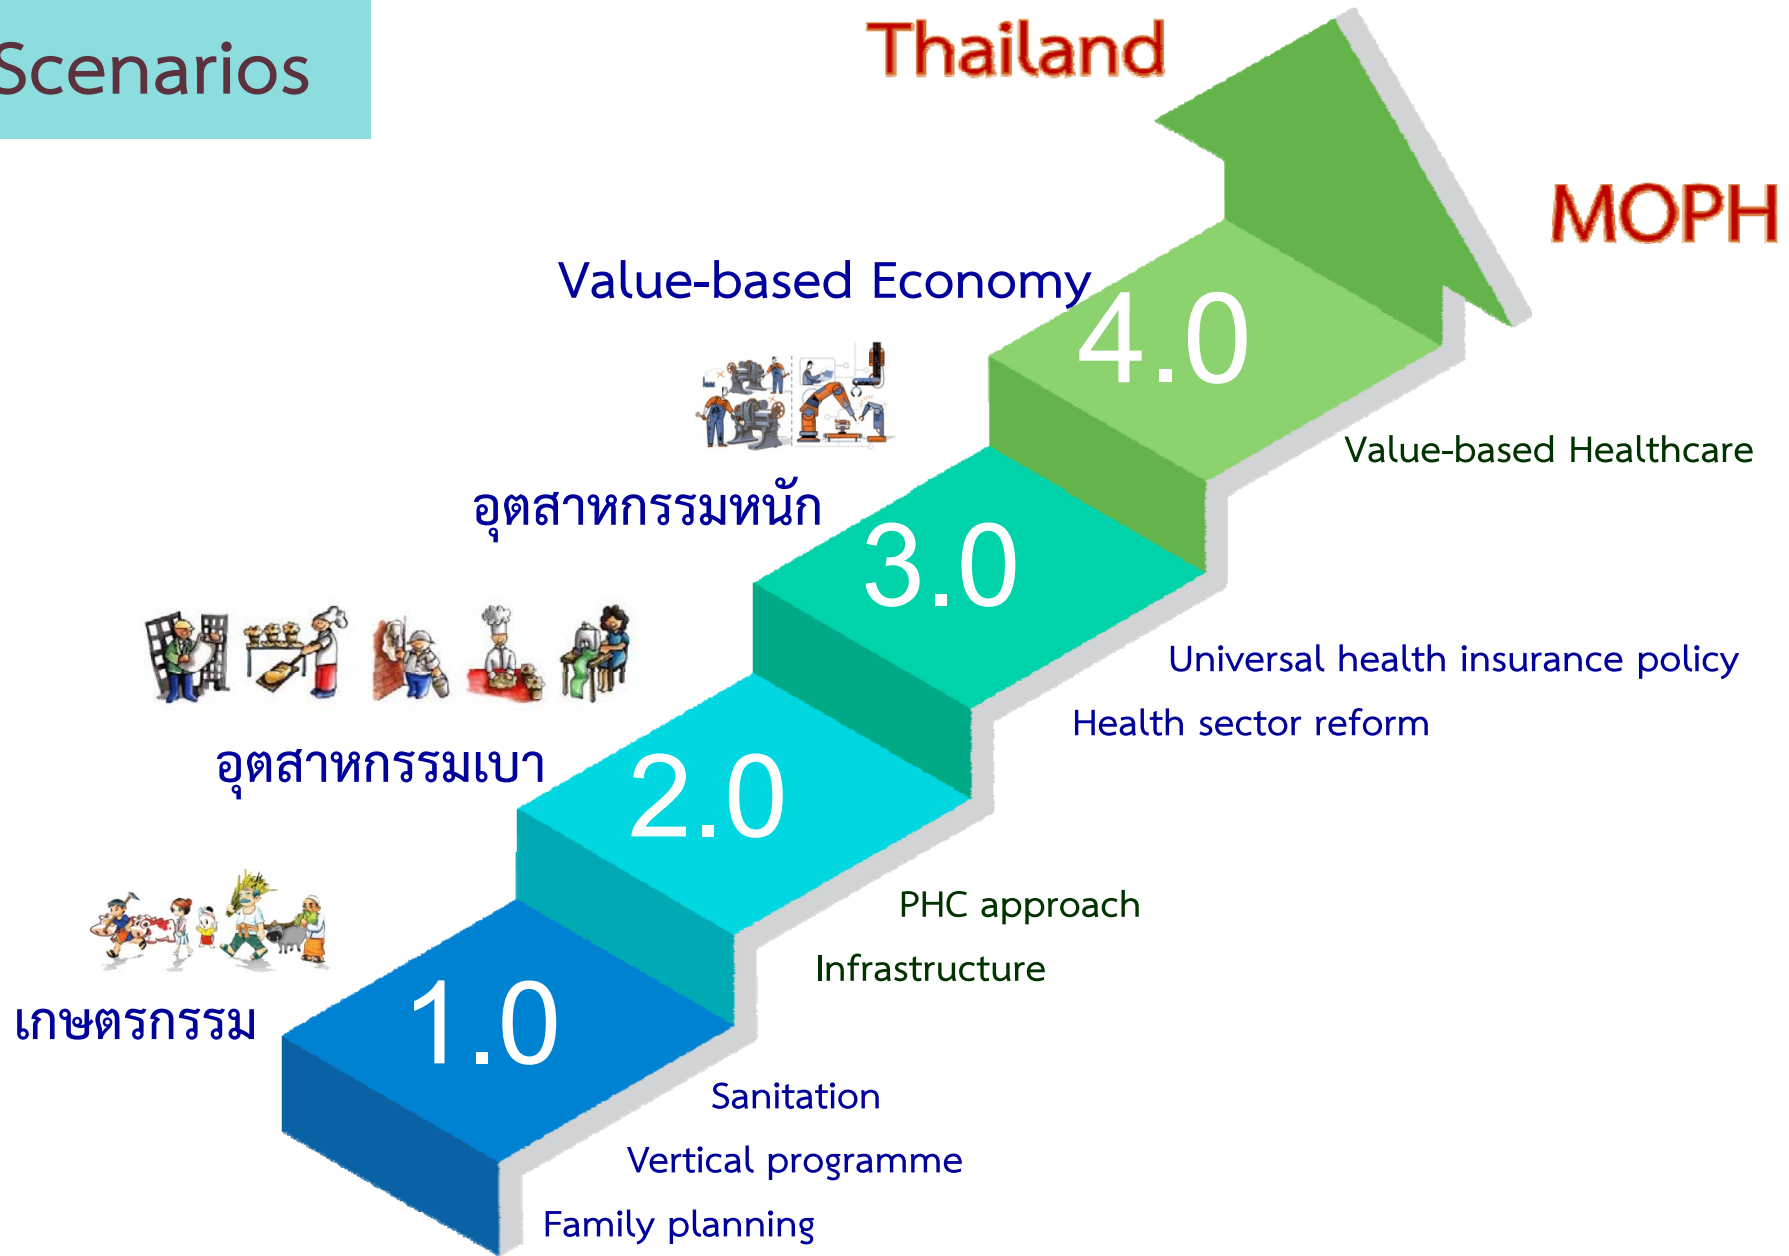 Scenarios
Thailand
MOPH
Value-based Economy
4.0
Value-based Healthcare
อุตสาหกรรมหนัก
3.0
Universal health insurance policy
Health sector reform
อุตสาหกรรมเบา
2.0
PHC approach
Infrastructure
เกษตรกรรม
1.0
Sanitation
Vertical programme
Family planning